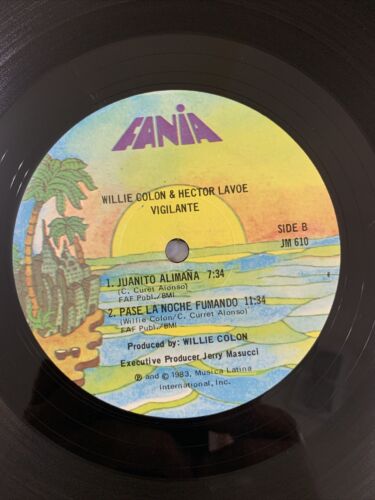 FANIA
WILLIE COLON & HECTOR LAVOE
VIGILANTE
SIDE B
JM 610
1. JUANITO ALIMAÑA 7:34
(C. Curet Alonso)
FAF Publ./BMI
2. PASE LA NOCHE FUMANDO 11:34
(Willie Colon/C. Curet Alonso)
FAF Publ./BMI
Produced by: WILLIE COLON
Executive Producer Jerry Masucci
℗ and © 1983, Musica Latina
International, Inc.